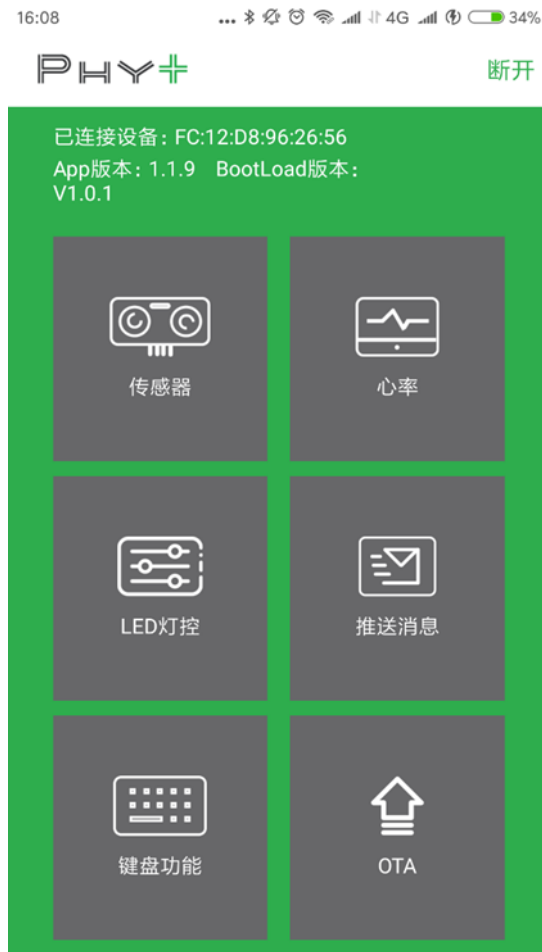 16:08 ... 4G 34%
PHY+ 断开
已连接设备：FC:12:D8:96:26:56
App版本：1.1.9 BootLoad版本：
V1.0.1
传感器 心率
LED灯控 推送消息
键盘功能 OTA